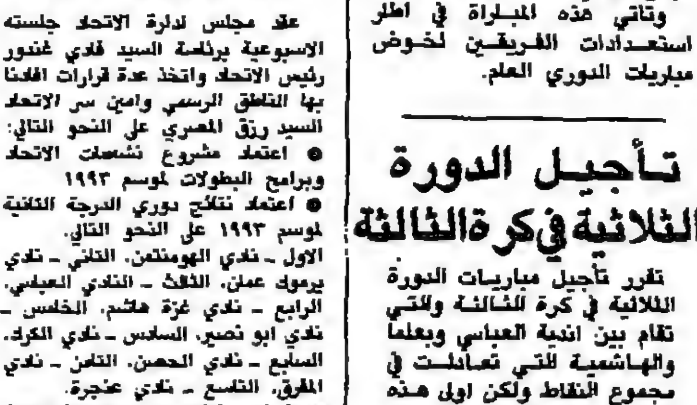 وتأتي هذه المباراة في اطار
استعدادات الفريقين لخوض
مباريات الدوري العام.
تأجيل الدورة
الثلاثية في كرة الثالثة
تقرر تأجيل مباريات الدورة
الثلاثية في كرة الثالثة والتي
تقام بين اندية العباسي وبعلما
والهاشمية التي تعادلت في
مجموع النقاط ولكن اولى هذه
عقد مجلس ادارة الاتحاد جلسته
الاسبوعية برئاسة السيد فادي غندور
رئيس الاتحاد واتخذ عدة قرارات افادنا
بها الناطق الرسمي وامين سر الاتحاد
السيد رزق المصري على النحو التالي:
● اعتماد مشروع نشاطات الاتحاد
وبرامج البطولات لموسم ١٩٩٣
● اعتماد نتائج دوري الدرجة الثانية
لموسم ١٩٩٣ على النحو التالي.
الاول ـ نادي الهومنتمن. الثاني ـ نادي
يرموك عمان. الثالث ـ النادي العباسي.
الرابع ـ نادي غزة هاشم. الخامس ـ
نادي ابو نصير. السادس ـ نادي الكرك.
السابع ـ نادي الحصن. الثامن ـ نادي
المفرق. التاسع ـ نادي عنجرة.